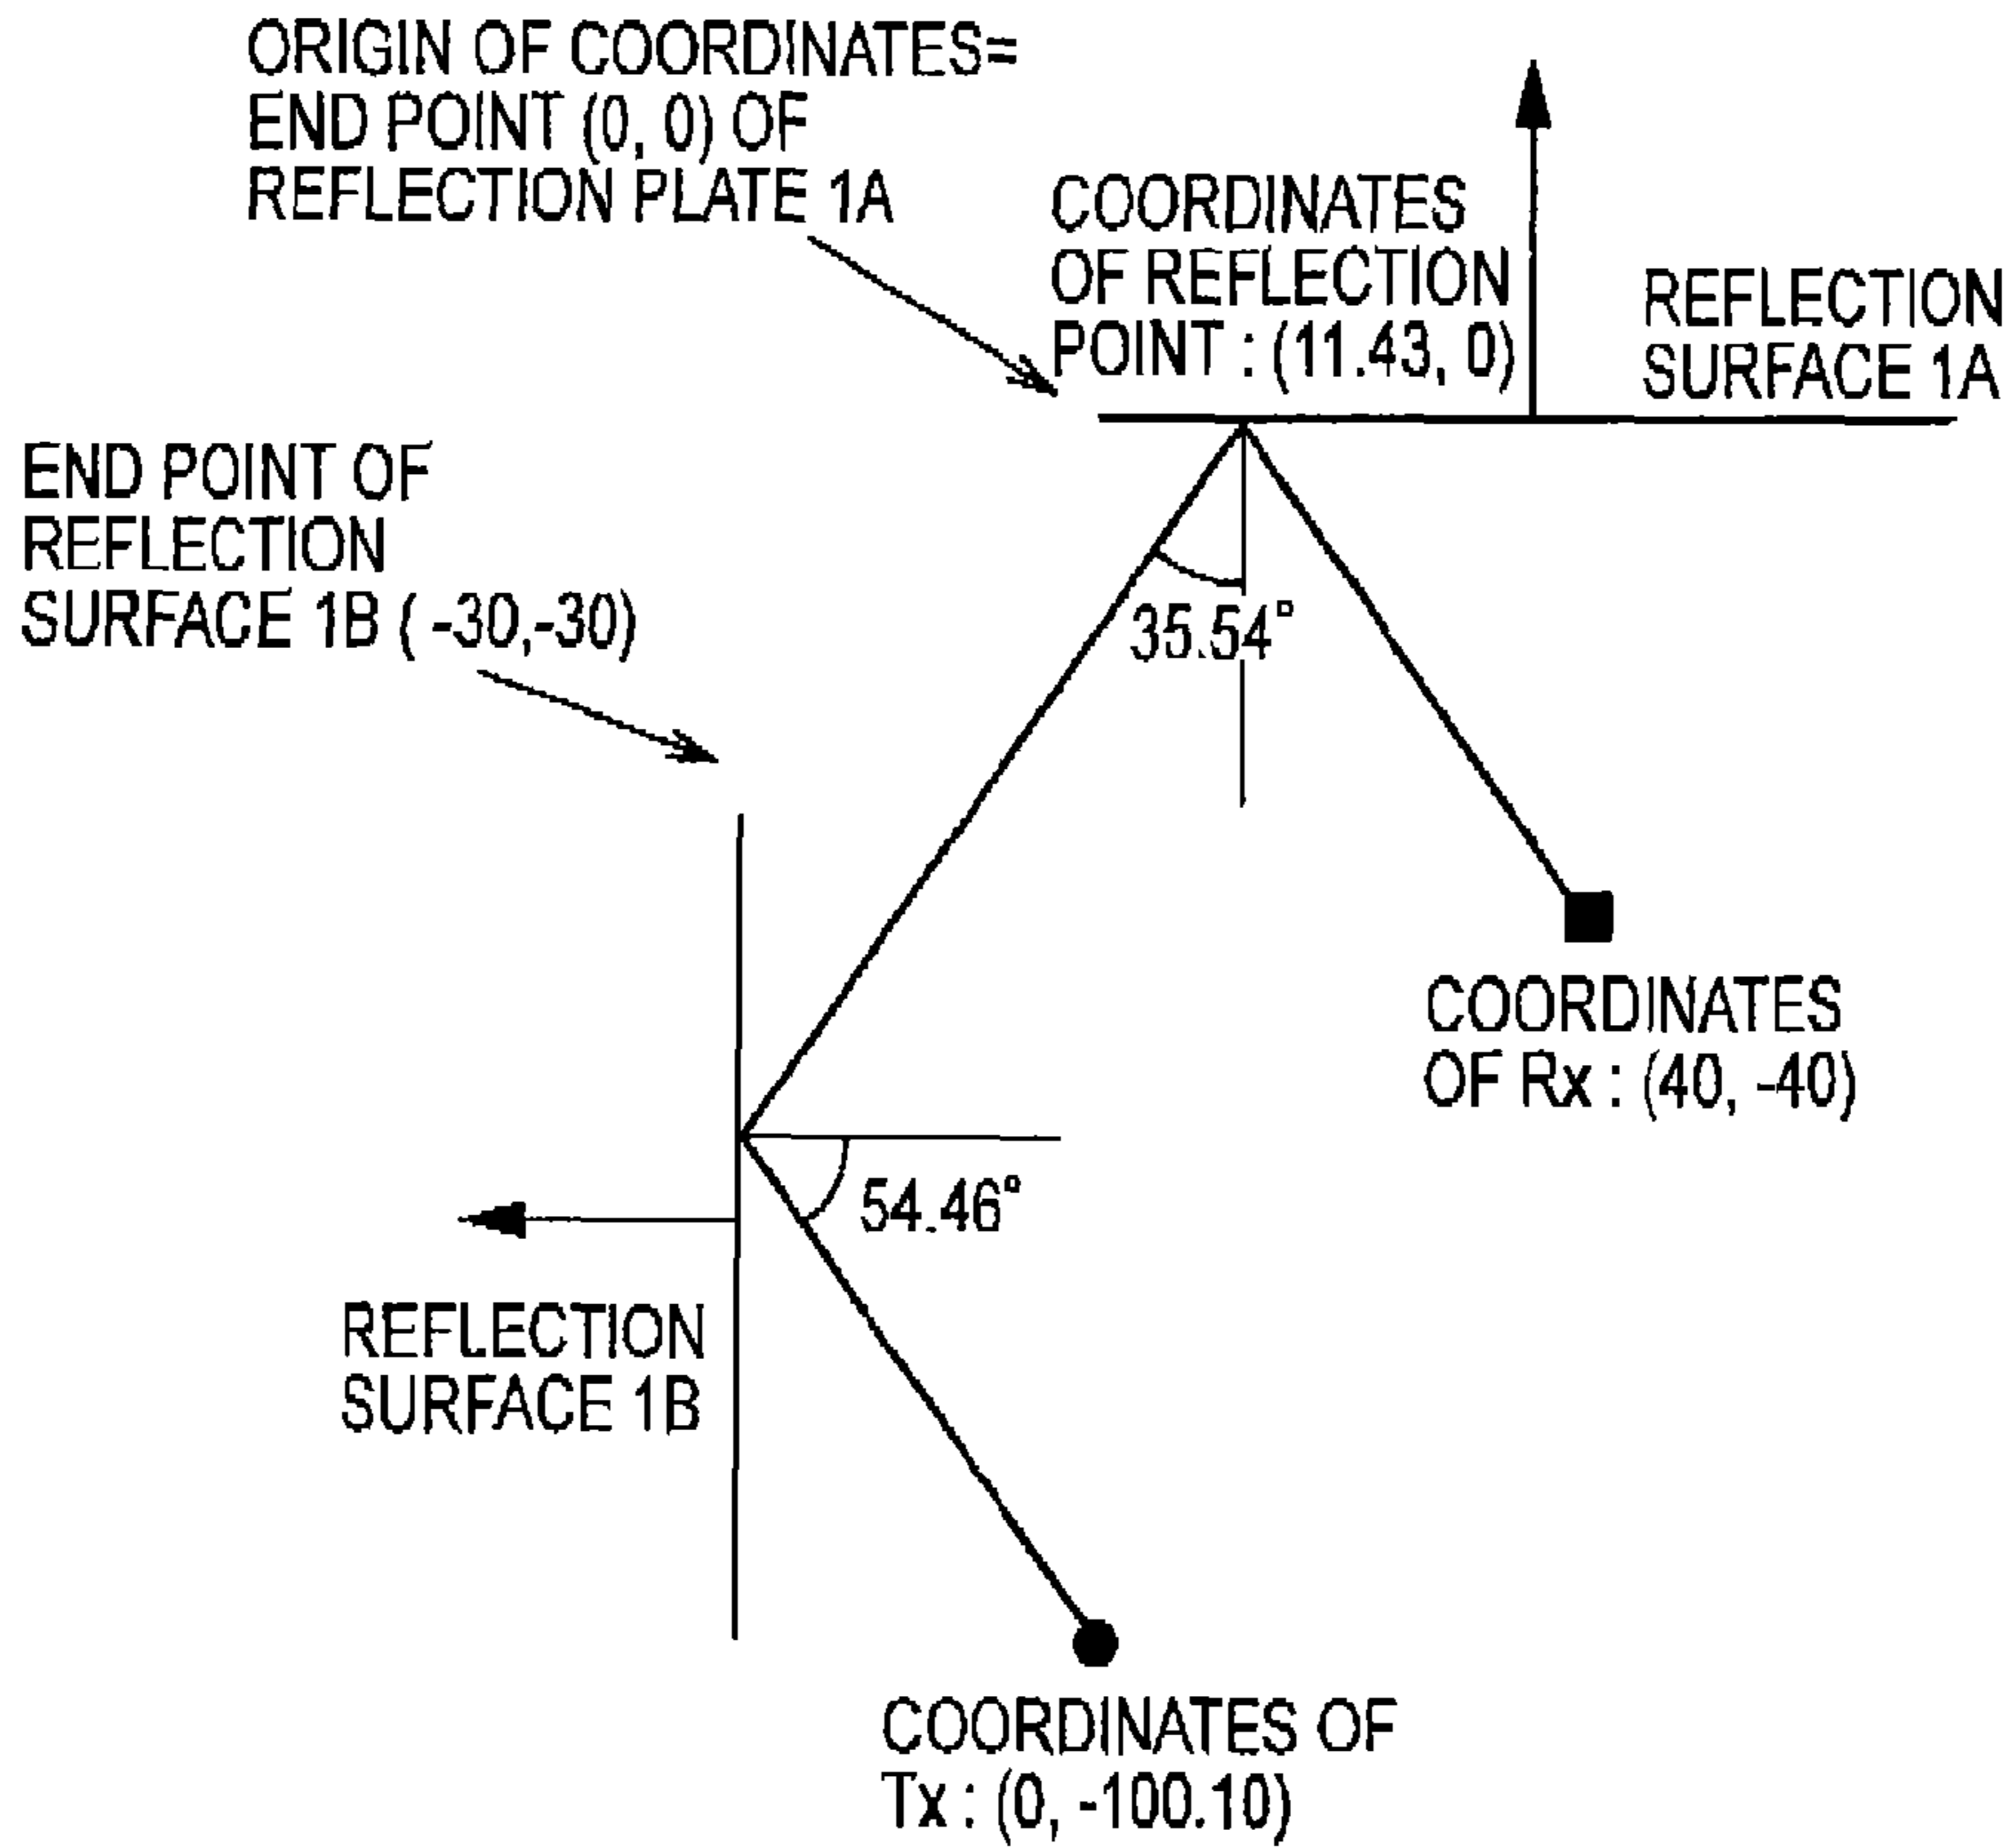 ORIGIN OF COORDINATES=
END POINT (0, 0) OF
REFLECTION PLATE 1A
COORDINATES
OF REFLECTION
POINT : (11.43, 0)
REFLECTION
SURFACE 1A
END POINT OF
REFLECTION
SURFACE 1B ( -30,-30)
35.54°
COORDINATES
OF Rx : (40, -40)
54.46°
REFLECTION
SURFACE 1B
COORDINATES OF
Tx : (0, -100.10)